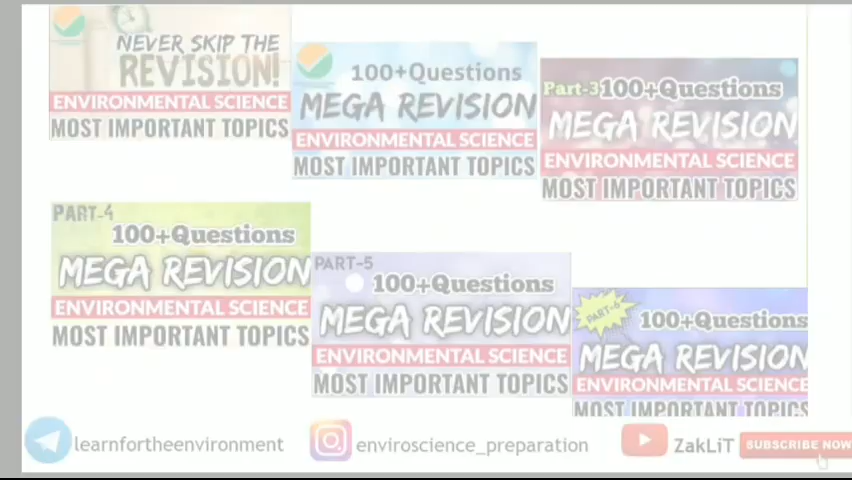 NEVER SKIP THE
REVISION!
ENVIRONMENTAL SCIENCE
MOST IMPORTANT TOPICS
100+Questions
MEGA REVISION
ENVIRONMENTAL SCIENCE
MOST IMPORTANT TOPICS
Part-3 100+Questions
MEGA REVISION
ENVIRONMENTAL SCIENCE
MOST IMPORTANT TOPICS
PART-4
100+Questions
MEGA REVISION
ENVIRONMENTAL SCIENCE
MOST IMPORTANT TOPICS
PART-5
100+Questions
MEGA REVISION
ENVIRONMENTAL SCIENCE
MOST IMPORTANT TOPICS
PART-6
100+Questions
MEGA REVISION
ENVIRONMENTAL SCIENCE
MOST IMPORTANT TOPICS
learnfortheenvironment
enviroscience_preparation
ZakLiT
SUBSCRIBE NOW